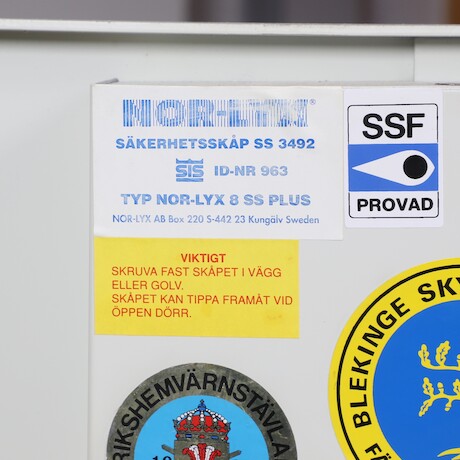 NOR-LYX®
SÄKERHETSSKÅP SS 3492
SIS ID-NR 963
TYP NOR-LYX 8 SS PLUS
NOR-LYX AB Box 220 S-442 23 Kungälv Sweden
SSF
PROVAD
VIKTIGT
SKRUVA FAST SKÅPET I VÄGG
ELLER GOLV.
SKÅPET KAN TIPPA FRAMÅT VID
ÖPPEN DÖRR.
BLEKINGE SK
RIKSHEMVÄRNSTÄVLA